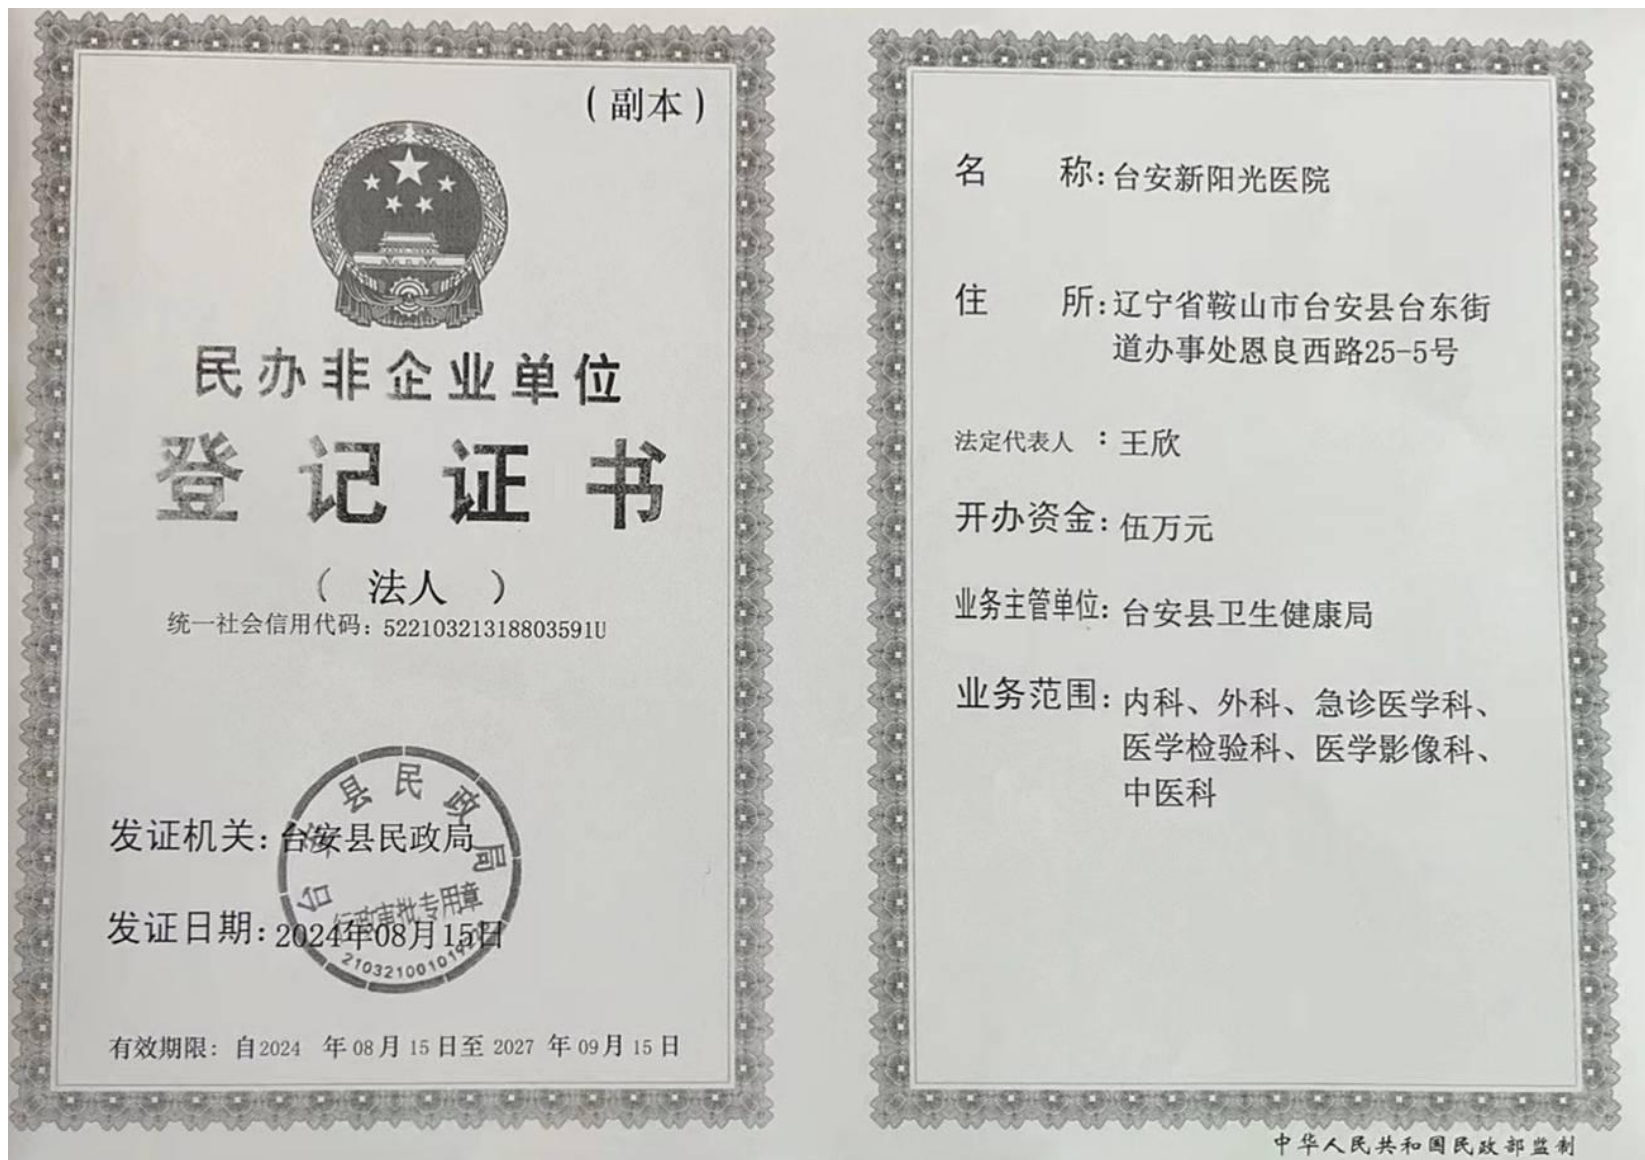 （副本）
民办非企业单位
登记证书
（ 法人 ）
统一社会信用代码：52210321318803591U
发证机关：台安县民政局
发证日期：2024年08月15日
台安县民政局
行政审批专用章
有效期限：自2024 年08月15日至2027 年09月15日
名 称：台安新阳光医院
住 所：辽宁省鞍山市台安县台东街
道办事处恩良西路25-5号
法定代表人 ：王欣
开办资金：伍万元
业务主管单位：台安县卫生健康局
业务范围：内科、外科、急诊医学科、
医学检验科、医学影像科、
中医科
中华人民共和国民政部监制